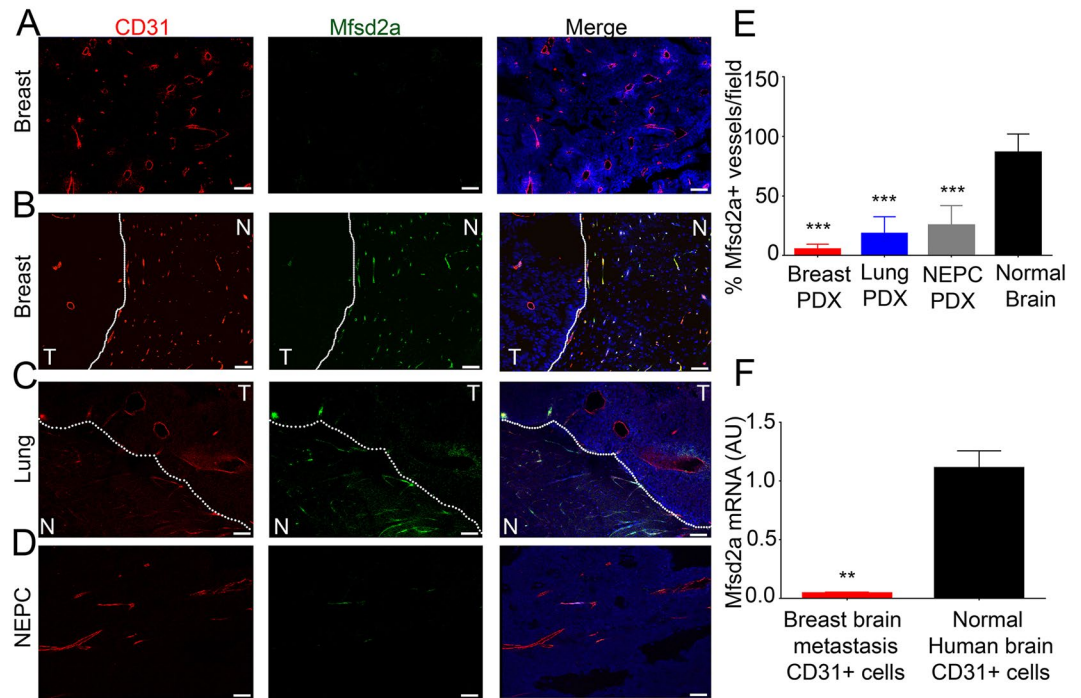 A
CD31
Mfsd2a
Merge
Breast
B
Breast
N
T
N
T
N
T
C
Lung
T
N
T
N
T
N
D
NEPC
E
% Mfsd2a+ vessels/field
150
100
50
0
***
***
***
Breast
PDX
Lung
PDX
NEPC
PDX
Normal
Brain
F
Mfsd2a mRNA (AU)
1.5
1.0
0.5
0.0
**
Breast brain
metastasis
CD31+ cells
Normal
Human brain
CD31+ cells